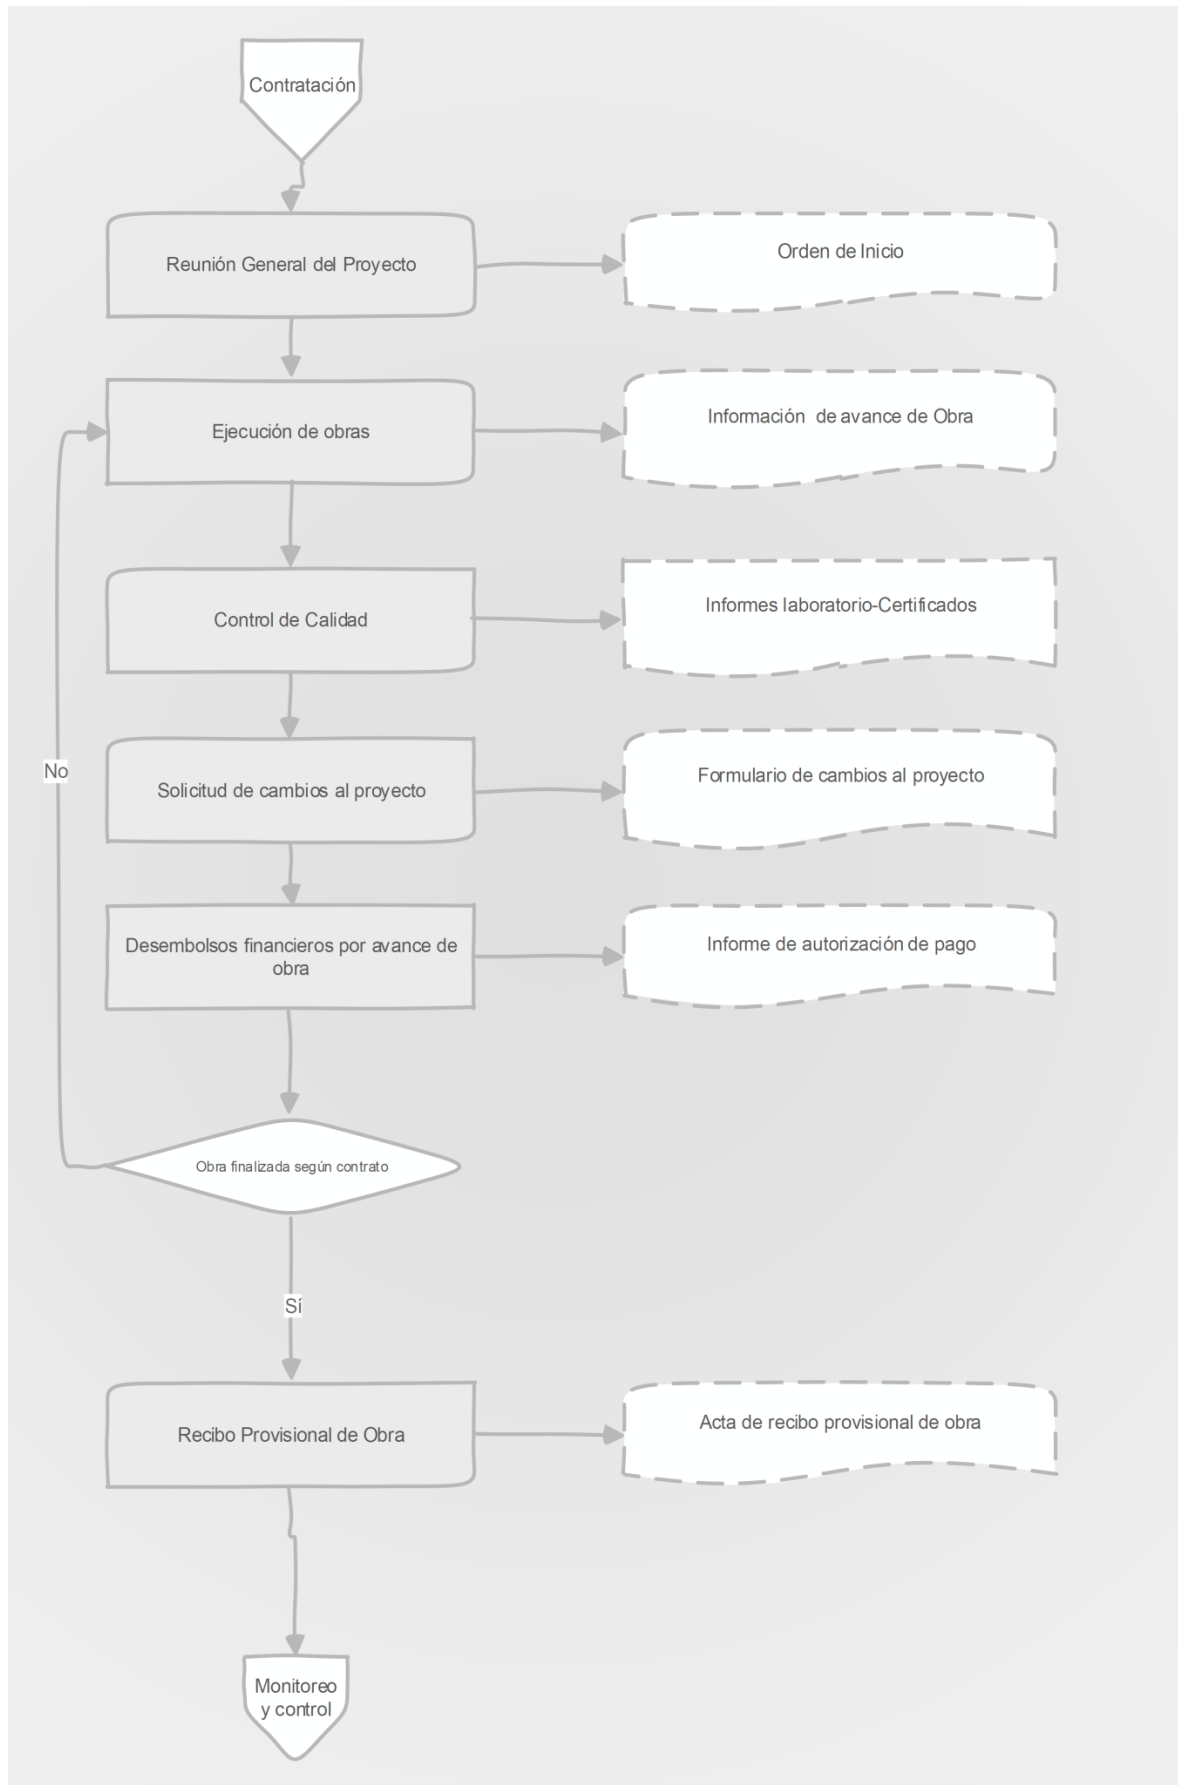 Contratación
Reunión General del Proyecto
Orden de Inicio
Ejecución de obras
Información de avance de Obra
Control de Calidad
Informes laboratorio-Certificados
No
Solicitud de cambios al proyecto
Formulario de cambios al proyecto
Desembolsos financieros por avance de
obra
Informe de autorización de pago
Obra finalizada según contrato
Sí
Recibo Provisional de Obra
Acta de recibo provisional de obra
Monitoreo
y control